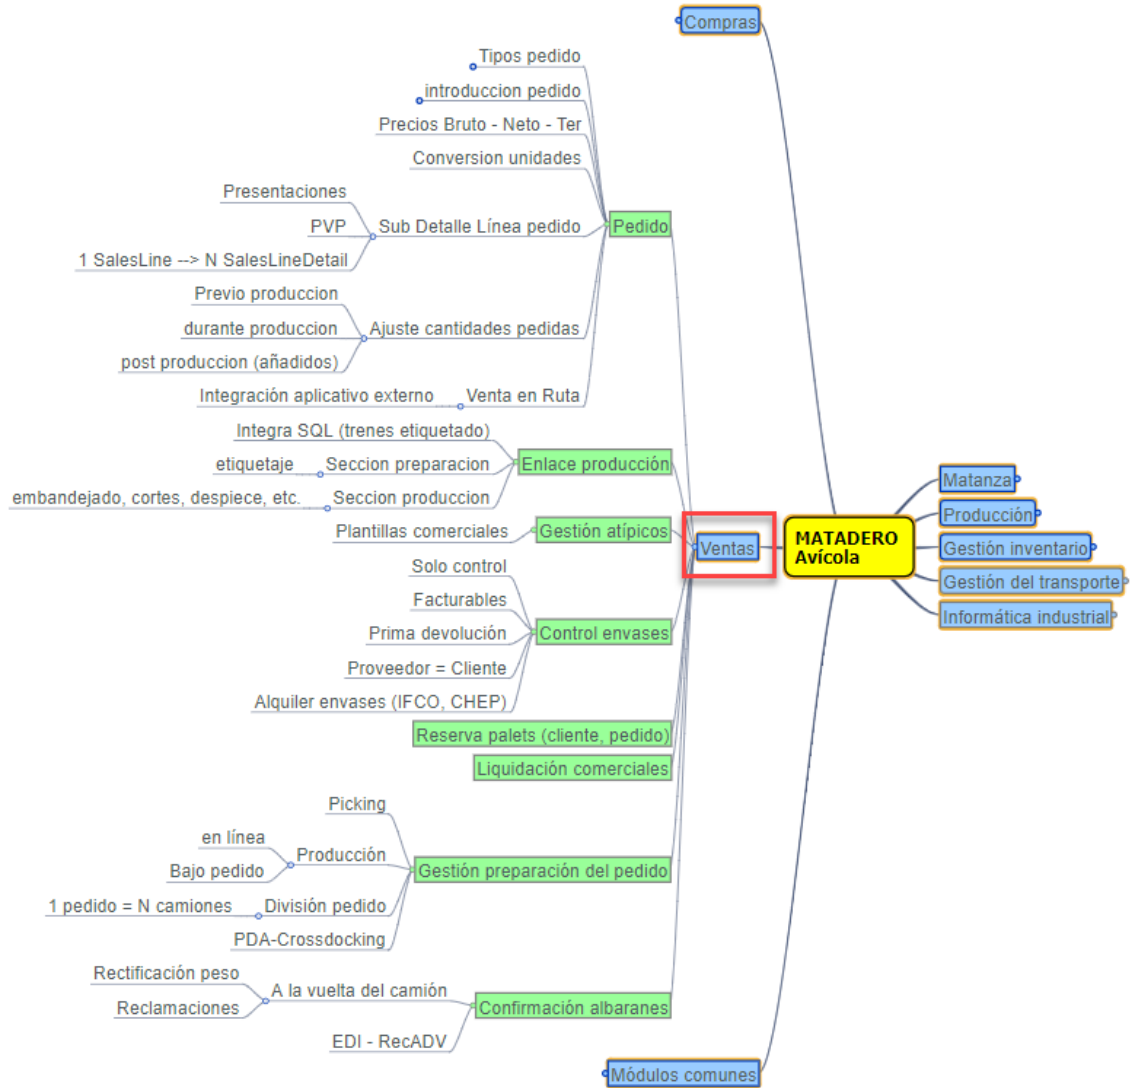 Compras
Tipos pedido
introduccion pedido
Precios Bruto - Neto - Ter
Conversion unidades
Presentaciones
PVP
1 SalesLine --> N SalesLineDetail
Sub Detalle Línea pedido
Pedido
Previo produccion
durante produccion
post produccion (añadidos)
Ajuste cantidades pedidas
Integración aplicativo externo
Venta en Ruta
Integra SQL (trenes etiquetado)
etiquetaje
Seccion preparacion
Enlace producción
embandejado, cortes, despiece, etc.
Seccion produccion
Plantillas comerciales
Gestión atípicos
Ventas
MATADERO
Avícola
Matanza
Producción
Gestión inventario
Gestión del transporte
Informática industrial
Solo control
Facturables
Prima devolución
Control envases
Proveedor = Cliente
Alquiler envases (IFCO, CHEP)
Reserva palets (cliente, pedido)
Liquidación comerciales
Picking
en línea
Bajo pedido
Producción
Gestión preparación del pedido
1 pedido = N camiones
División pedido
PDA-Crossdocking
Rectificación peso
Reclamaciones
A la vuelta del camión
Confirmación albaranes
EDI - RecADV
Módulos comunes